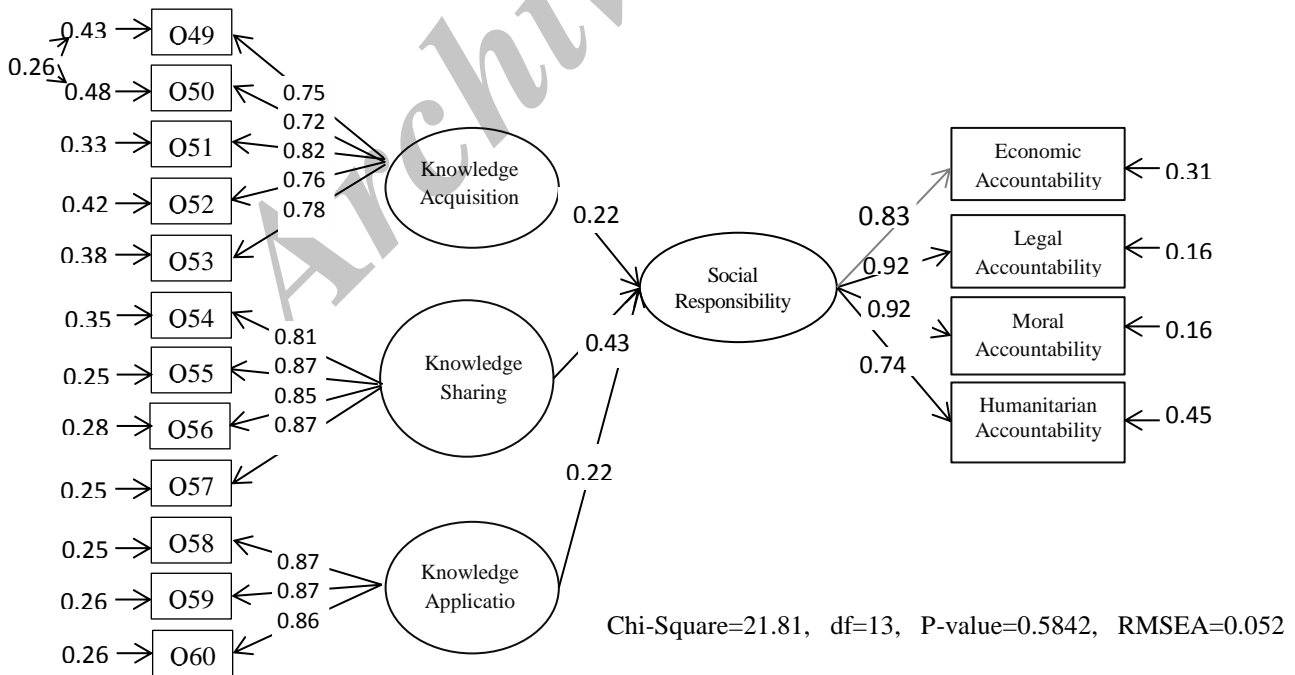 0.43
O49
0.26
0.48
O50
0.33
O51
0.42
O52
0.38
O53
0.35
O54
0.25
O55
0.28
O56
0.25
O57
0.25
O58
0.26
O59
0.26
O60
0.75
0.72
0.82
0.76
0.78
0.81
0.87
0.85
0.87
0.87
0.87
0.86
Knowledge
Acquisition
Knowledge
Sharing
Knowledge
Applicatio
0.22
0.43
0.22
Social
Responsibility
0.83
0.92
0.92
0.74
Economic
Accountability
0.31
Legal
Accountability
0.16
Moral
Accountability
0.16
Humanitarian
Accountability
0.45
Chi-Square=21.81, df=13, P-value=0.5842, RMSEA=0.052
Archiv